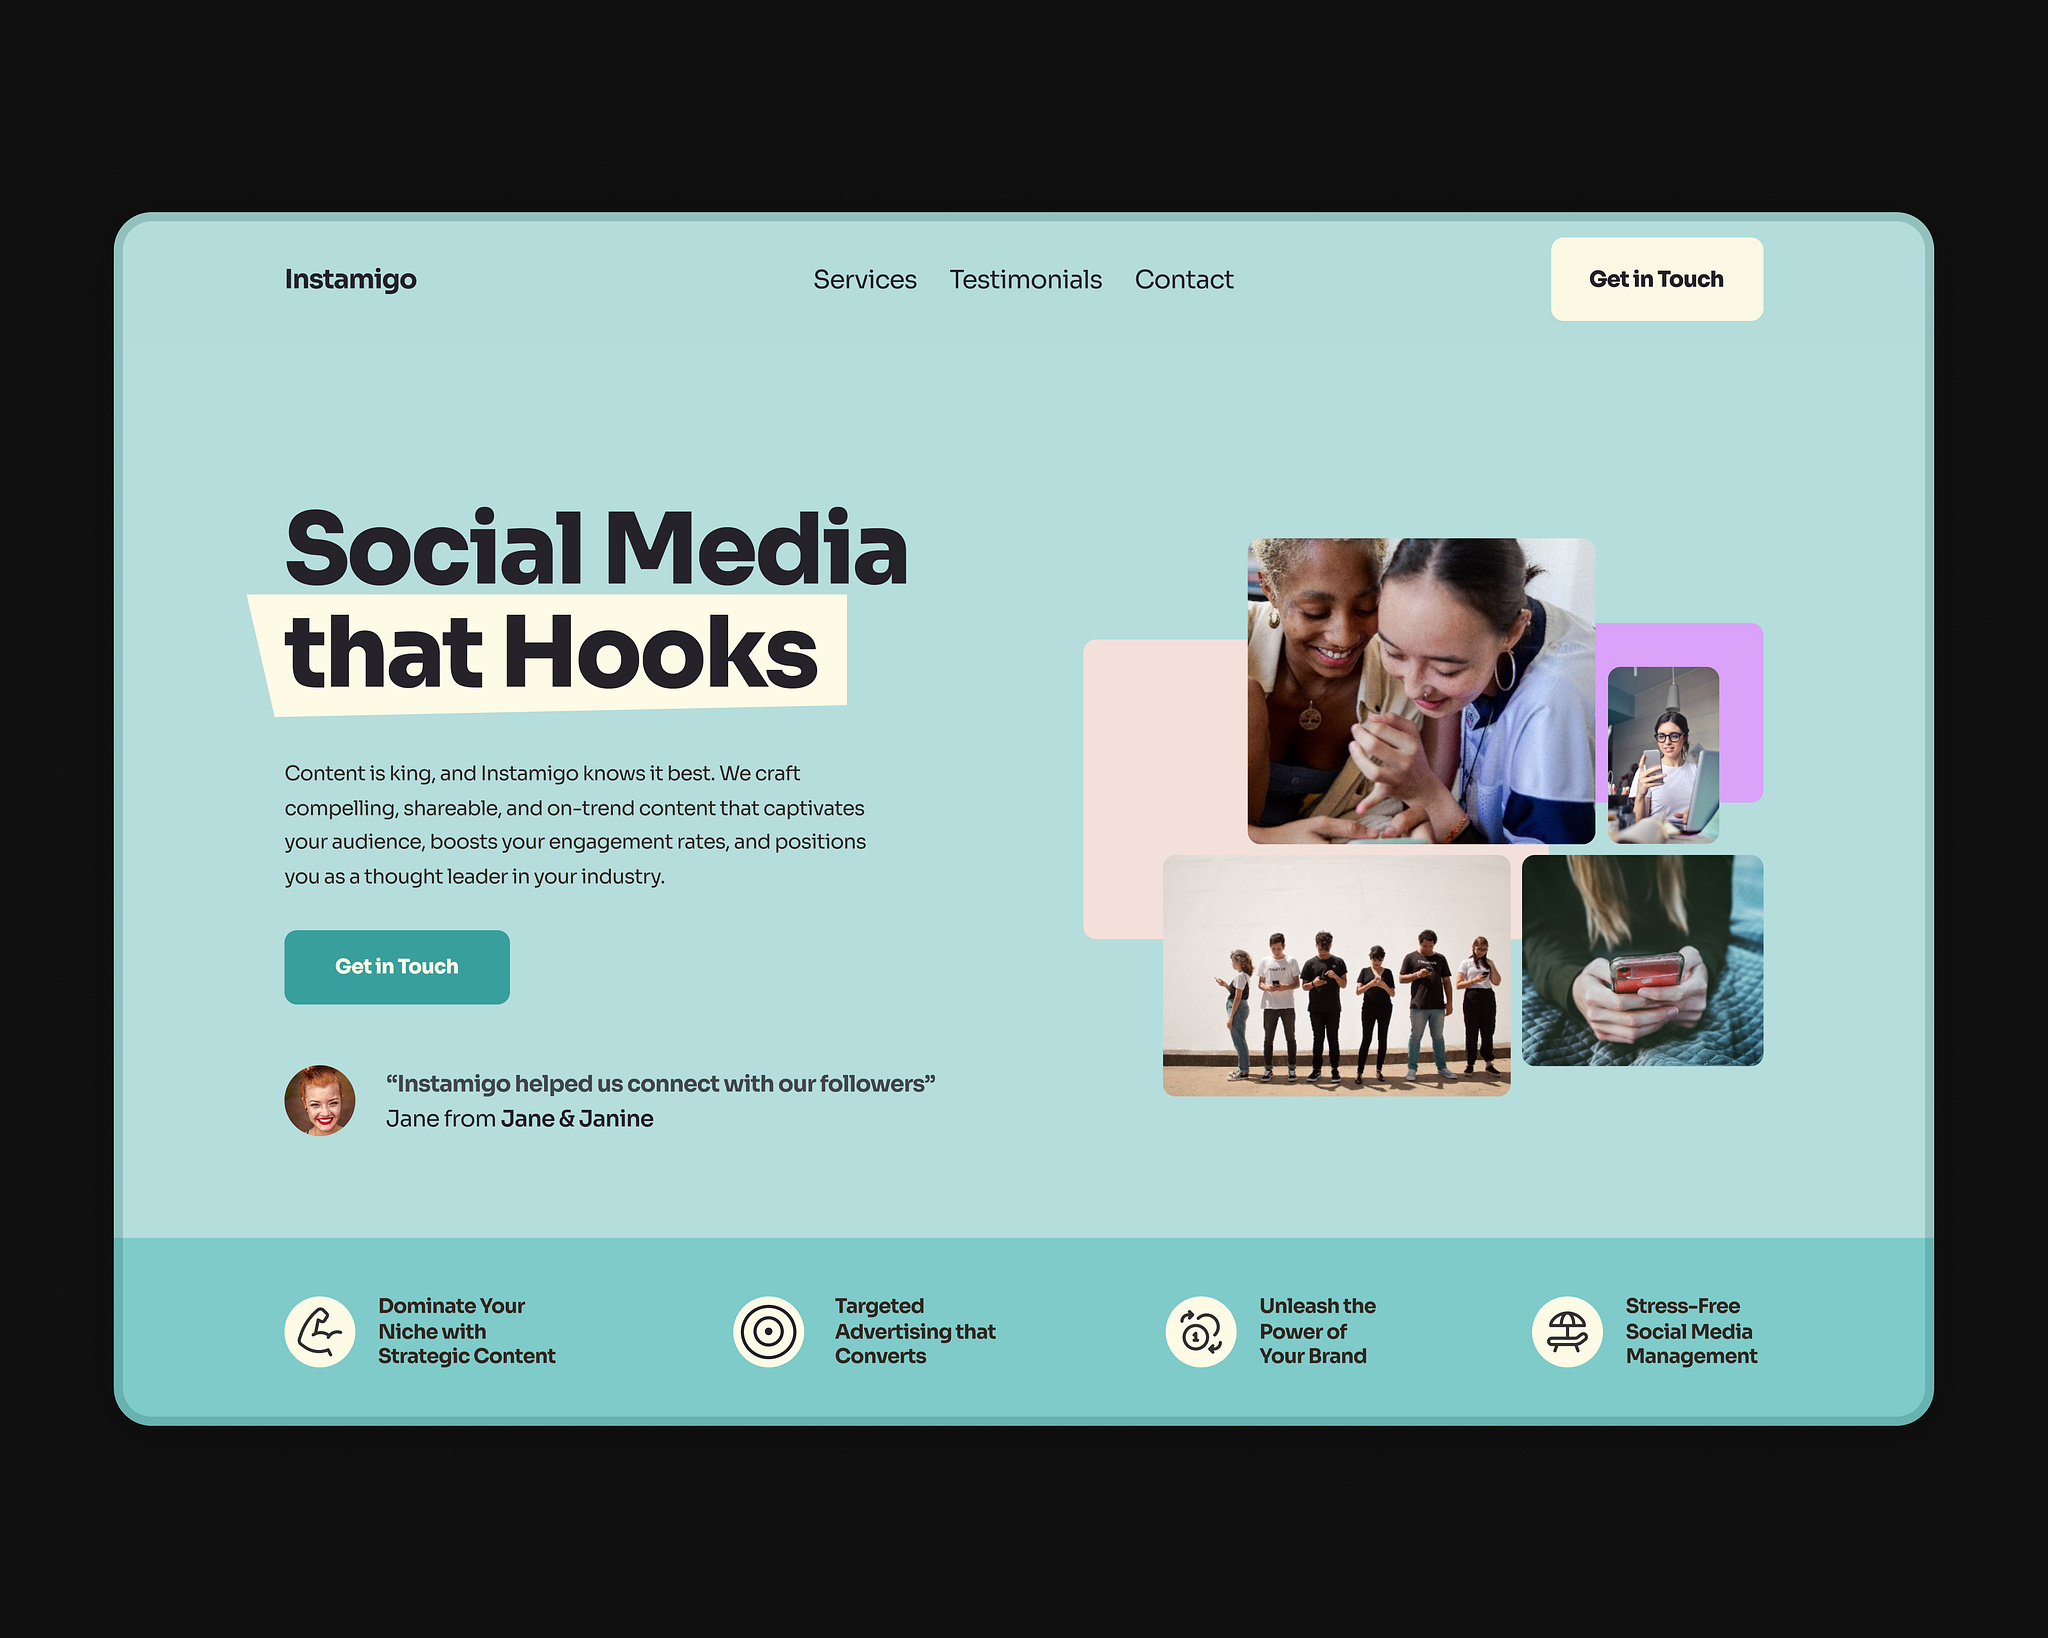 Instamigo
Services Testimonials Contact
Get in Touch
Social Media
that Hooks
Content is king, and Instamigo knows it best. We craft
compelling, shareable, and on-trend content that captivates
your audience, boosts your engagement rates, and positions
you as a thought leader in your industry.
Get in Touch
“Instamigo helped us connect with our followers”
Jane from Jane & Janine
Dominate Your
Niche with
Strategic Content
Targeted
Advertising that
Converts
1
Unleash the
Power of
Your Brand
Stress-Free
Social Media
Management